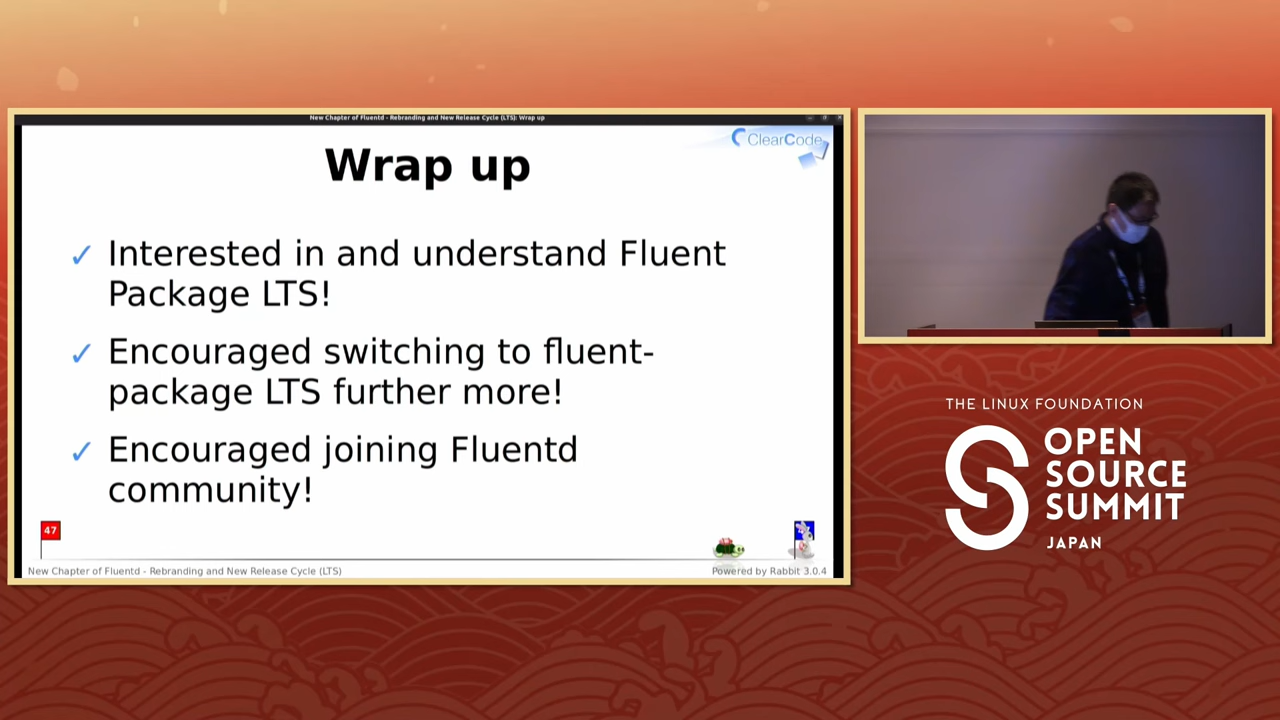 New Chapter of Fluentd - Rebranding and New Release Cycle (LTS): Wrap up
ClearCode
Wrap up
✓ Interested in and understand Fluent
Package LTS!
✓ Encouraged switching to fluent-
package LTS further more!
✓ Encouraged joining Fluentd
community!
47
New Chapter of Fluentd - Rebranding and New Release Cycle (LTS)
Powered by Rabbit 3.0.4
THE LINUX FOUNDATION
OPEN
SOURCE
SUMMIT
JAPAN